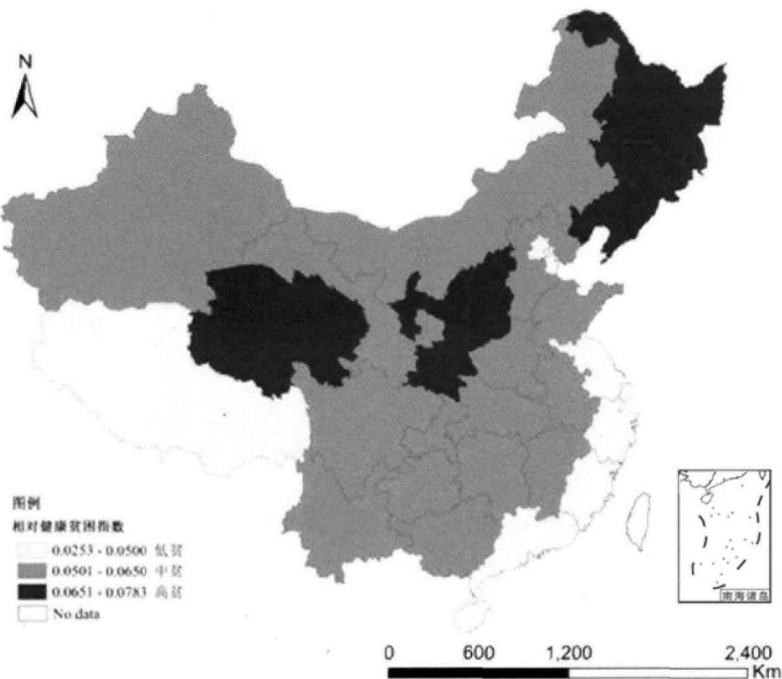 N
图例
相对健康贫困指数
0.0253 - 0.0500 低贫
0.0501 - 0.0650 中贫
0.0651 - 0.0783 高贫
No data
南海诸岛
0 600 1,200 2,400
Km